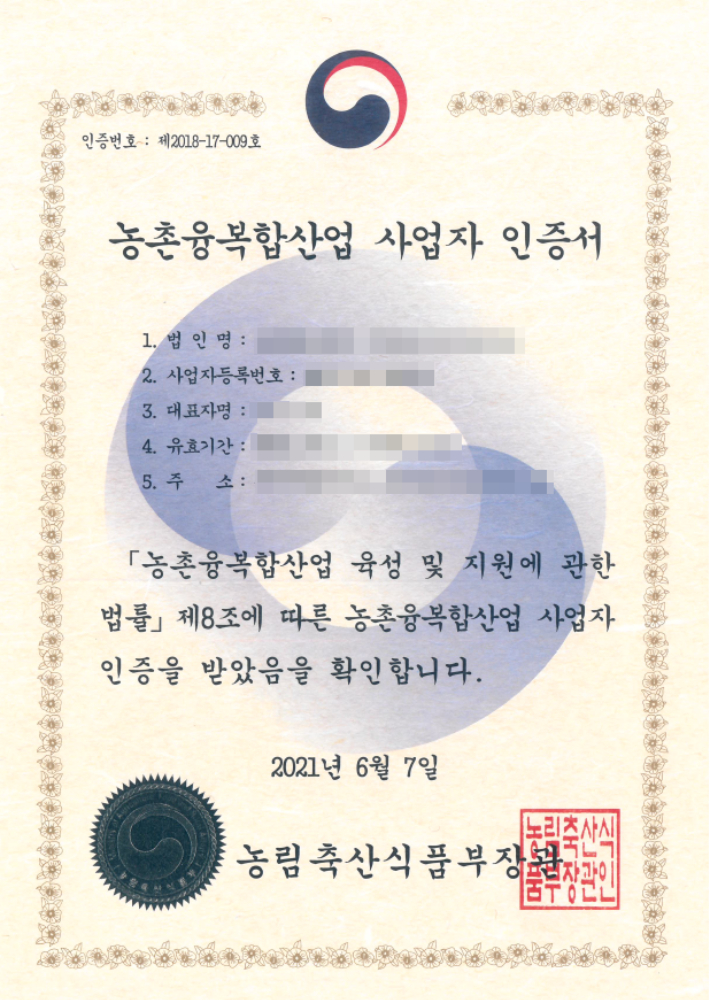 인증번호 : 제2018-17-009호
농촌융복합산업 사업자 인증서
1. 법 인 명 :
2. 사업자등록번호 :
3. 대표자명 :
4. 유효기간 :
5. 주 소 :
「농촌융복합산업 육성 및 지원에 관한
법률」제8조에 따른 농촌융복합산업 사업자
인증을 받았음을 확인합니다.
2021년 6월 7일
농림축산식품부장관
농림축산식
품부장관인